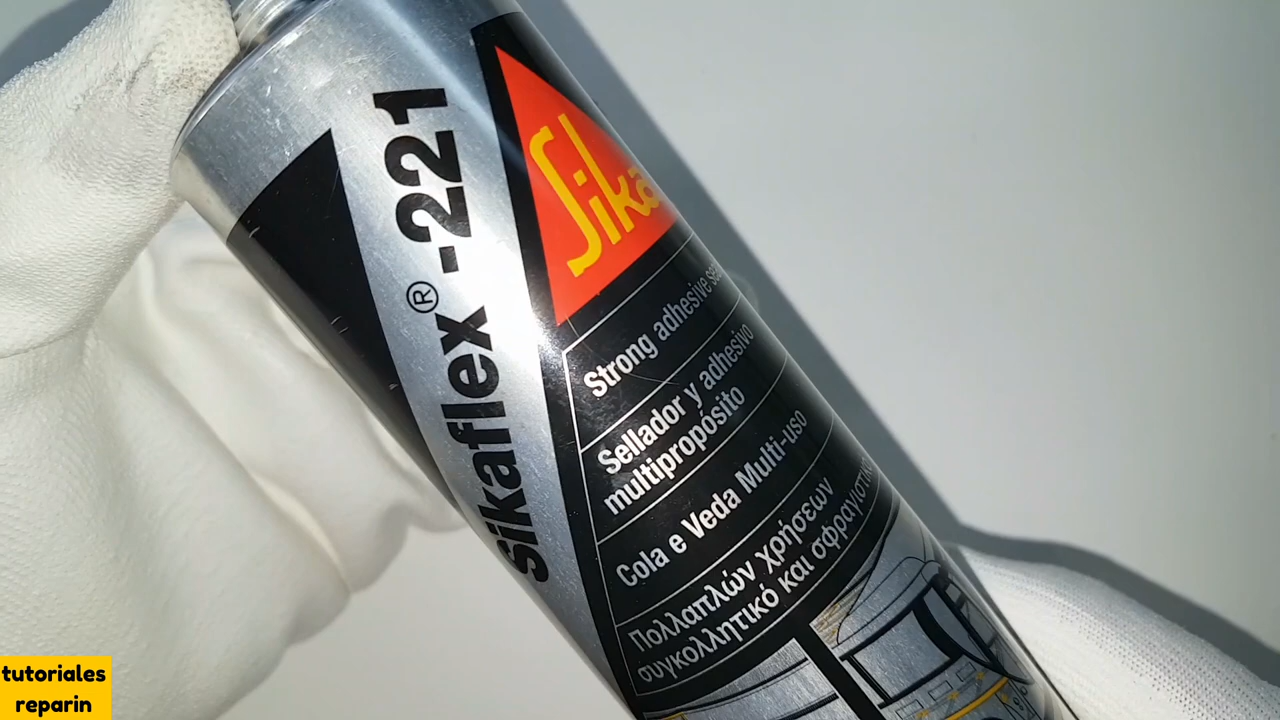 Sikaflex®-221
Sika
Strong adhesive
Sellador y adhesivo
multipropósito
Cola e Veda Multi-uso
Πολλαπλών χρήσεων
συγκολλητικό και
tutoriales
reparin